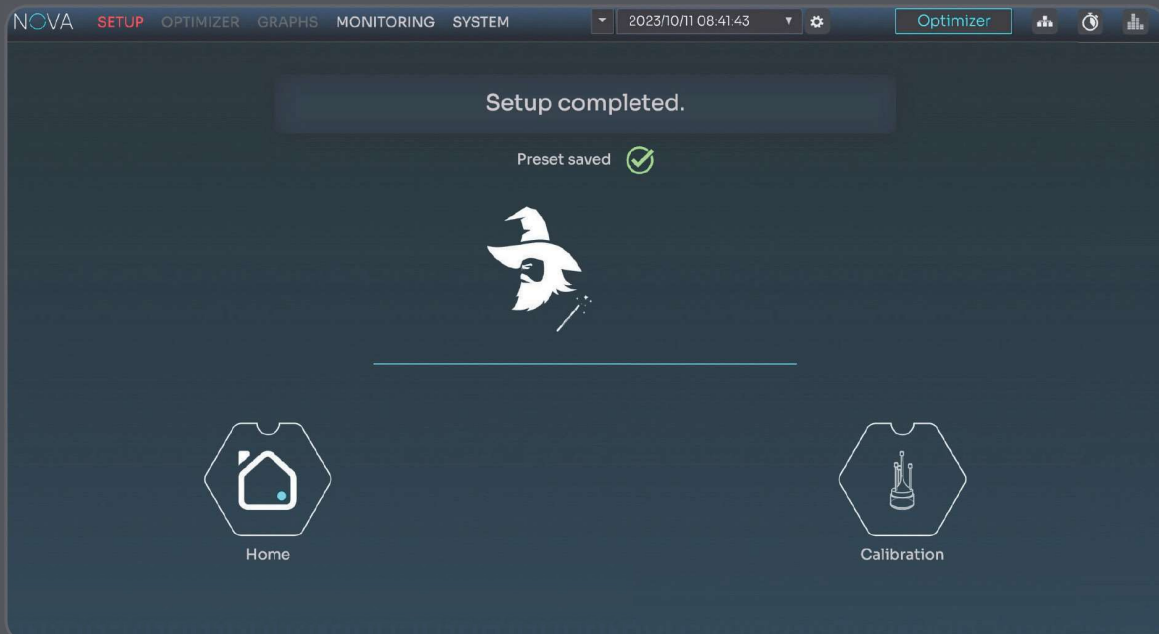 NOVA SETUP OPTIMIZER GRAPHS MONITORING SYSTEM 2023/10/11 08:41:43 Optimizer
Setup completed.
Preset saved
Home
Calibration